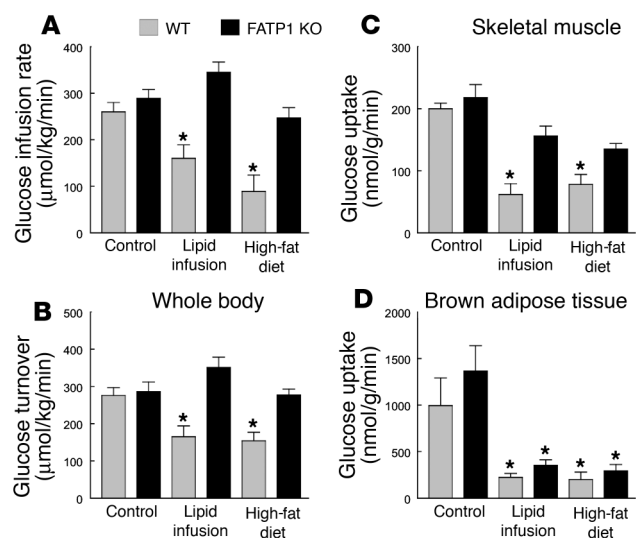 A
WT
FATP1 KO
Glucose infusion rate
(μmol/kg/min)
400
300
200
100
0
*
*
Control
Lipid
infusion
High-fat
diet
C
Skeletal muscle
Glucose uptake
(nmol/g/min)
300
200
100
0
*
*
Control
Lipid
infusion
High-fat
diet
B
Whole body
Glucose turnover
(μmol/kg/min)
500
400
300
200
100
0
*
*
Control
Lipid
infusion
High-fat
diet
D
Brown adipose tissue
Glucose uptake
(nmol/g/min)
2000
1500
1000
500
0
*
*
*
*
Control
Lipid
infusion
High-fat
diet